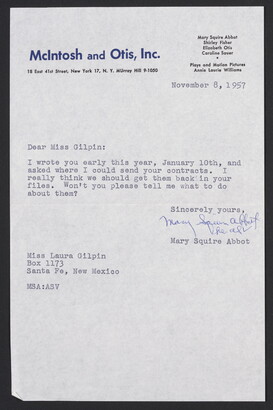 Mary Squire Abbot
Shirley Fisher
Elizabeth Otis
Caroline Sauer
•
Plays and Motion Pictures
Annie Laurie Williams
McIntosh and Otis, Inc.
18 East 41st Street, New York 17, N. Y. MUrray Hill 9-1050
November 8, 1957
Dear Miss Gilpin:
I wrote you early this year, January 10th, and
asked where I could send your contracts. I
really think we should get them back in your
files. Won't you please tell me what to do
about them?
Sincerely yours,
Mary Squire Abbot
Mary Squire Abbot
Miss Laura Gilpin
Box 1173
Santa Fe, New Mexico
MSA:ASV